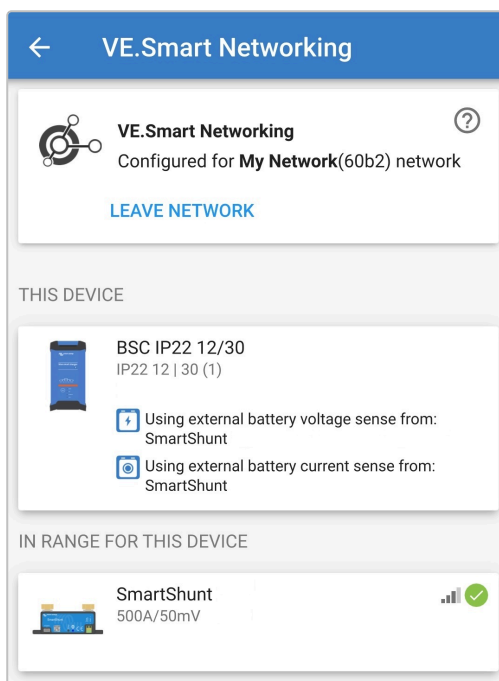 VE.Smart Networking
VE.Smart Networking
Configured for My Network(60b2) network
LEAVE NETWORK
THIS DEVICE
BSC IP22 12/30
IP22 12 | 30 (1)
Using external battery voltage sense from:
SmartShunt
Using external battery current sense from:
SmartShunt
IN RANGE FOR THIS DEVICE
SmartShunt
500A/50mV